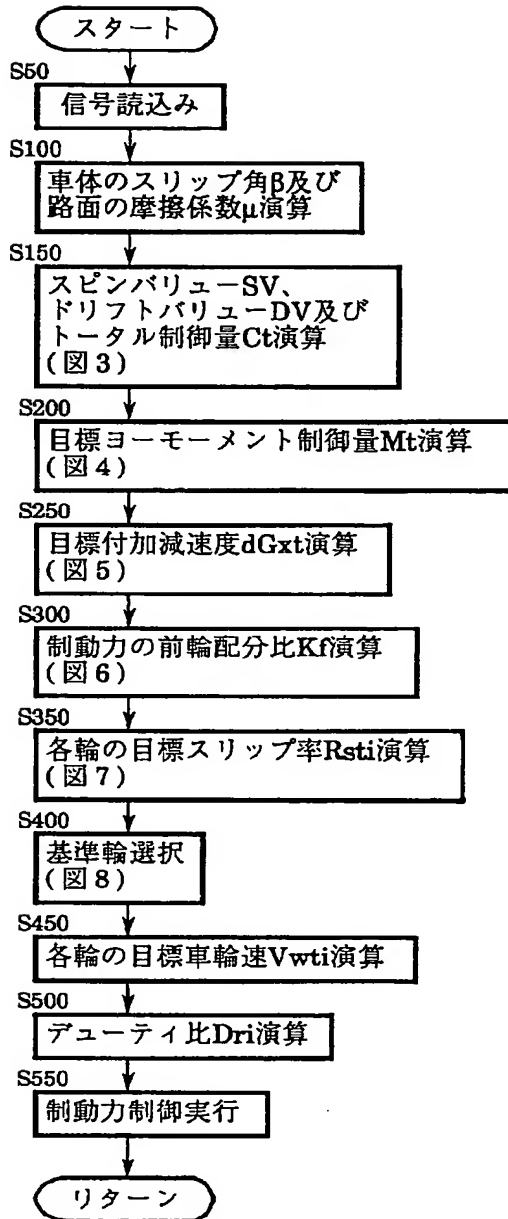 スタート
S50
信号読込み
S100
車体のスリップ角β及び
路面の摩擦係数μ演算
S150
スピンバリューSV、
ドリフトバリューDV及び
トータル制御量Ct演算
(図3)
S200
目標ヨーモーメント制御量Mt演算
(図4)
S250
目標付加減速度dGxt演算
(図5)
S300
制動力の前輪配分比Kf演算
(図6)
S350
各輪の目標スリップ率Rsti演算
(図7)
S400
基準輪選択
(図8)
S450
各輪の目標車輪速Vwti演算
S500
デューティ比Dri演算
S550
制動力制御実行
リターン